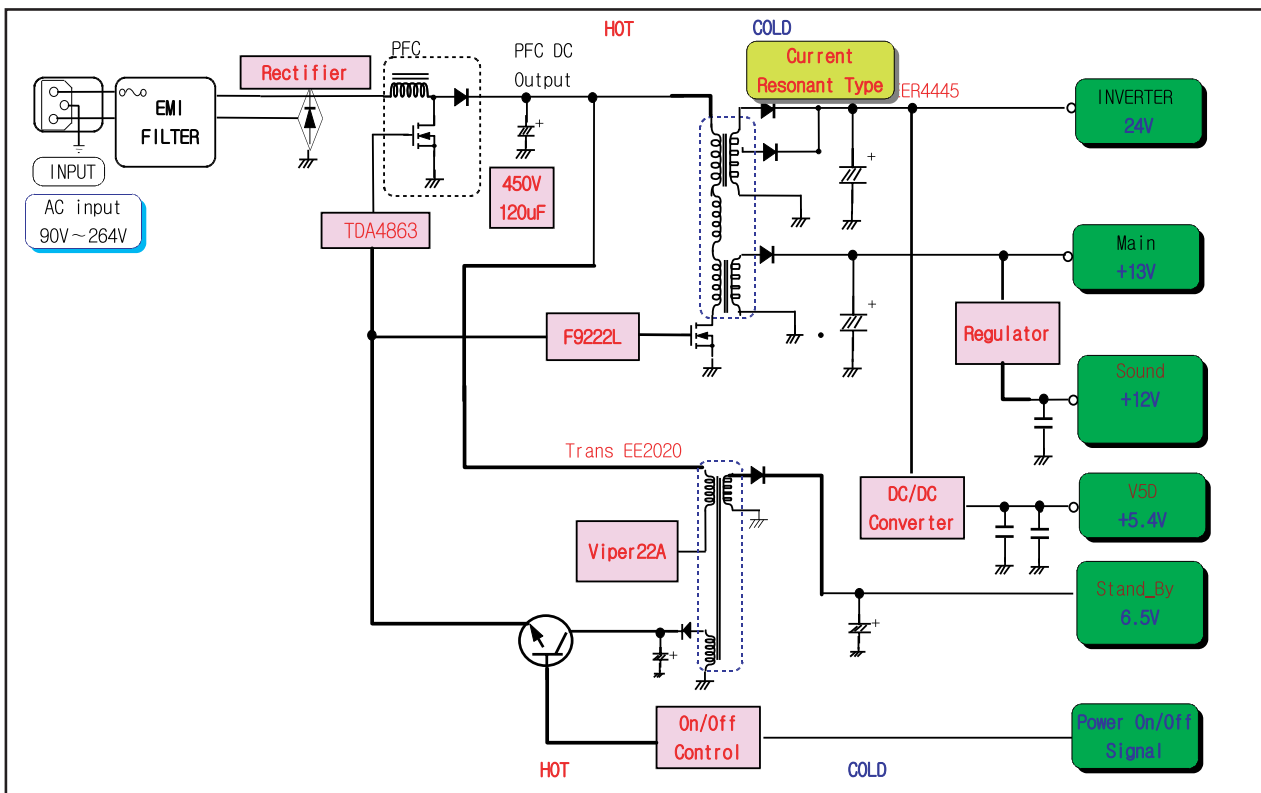 HOT
COLD
PFC
PFC DC
Output
Current
Resonant Type
EER4445
Rectifier
EMI
FILTER
INPUT
AC input
90V~264V
TDA4863
450V
120uF
+
+
INVERTER
24V
Main
+13V
+
F9222L
Regulator
Sound
+12V
Trans EE2020
DC/DC
Converter
V5D
+5.4V
Viper22A
Stand_By
6.5V
+
+
On/Off
Control
Power On/Off
Signal
HOT
COLD